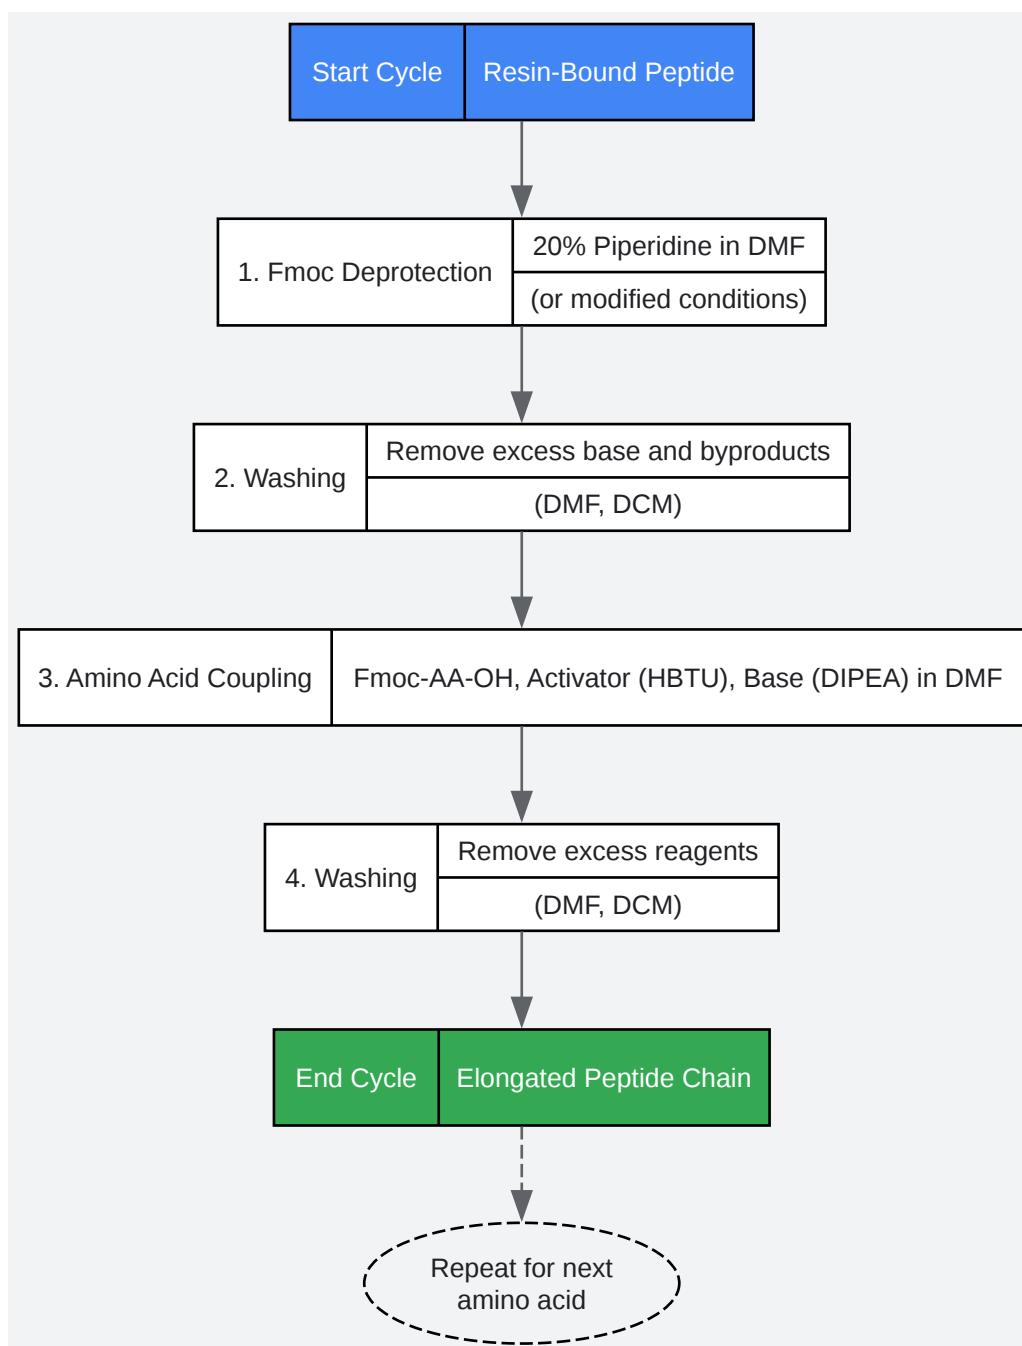 Start Cycle
Resin-Bound Peptide
1. Fmoc Deprotection
20% Piperidine in DMF
(or modified conditions)
2. Washing
Remove excess base and byproducts
(DMF, DCM)
3. Amino Acid Coupling
Fmoc-AA-OH, Activator (HBTU), Base (DIPEA) in DMF
4. Washing
Remove excess reagents
(DMF, DCM)
End Cycle
Elongated Peptide Chain
Repeat for next
amino acid